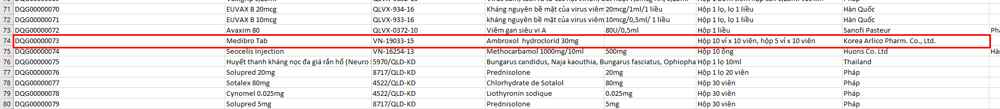 71 DQG00000070 EUVAX B 20mcg QLVX-934-16 Kháng nguyên bề mặt của virus viêm 20mcg/1ml/1 liều Hộp 1 lọ, lọ 1 liều Hàn Quốc
72 DQG00000071 EUVAX B 10mcg QLVX-933-16 kháng nguyên bề mặt của virus viêm 10mcg/0,5ml/ 1 liều Hộp 1 lọ, lọ 1 liều Hàn Quốc
73 DQG00000072 Avaxim 80 QLVX-0372-10 Viêm gan siêu vi A 80U/0,5ml Hộp 1 liều Sanofi Pasteur
74 DQG00000073 Medibro Tab VN-19033-15 Ambroxol hydroclorid 30mg Hộp 10 vỉ x 10 viên, hộp 5 vỉ x 10 viên Korea Arlico Pharm. Co., Ltd.
75 DQG00000074 Seocelis Injection VN-16254-13 Methocarbamol 1000mg/10ml 500mg Hộp 10 ống Huons Co. Ltd
76 DQG00000075 Huyết thanh kháng nọc đa giá rắn hổ (Neuro 5970/QLD-KD Bungarus candidus, Naja kaouthia, Bungarus fasciatus, Ophiopha Hộp 1 lọ 10ml Thailand
77 DQG00000076 Solupred 20mg 8717/QLD-KD Prednisolone 20mg Hộp 1 lọ 20 viên Pháp
78 DQG00000077 Sotalex 80mg 4522/QLD-KD Chlorhydrate de Sotalol 80mg Hộp 30 viên Pháp
79 DQG00000078 Cynomel 0.025mg 4522/QLD-KD Liothyronin sodique 0.025mg Hộp 30 viên Pháp
80 DQG00000079 Solupred 5mg 8717/QLD-KD Prednisolone 5mg Hộp 30 viên Pháp